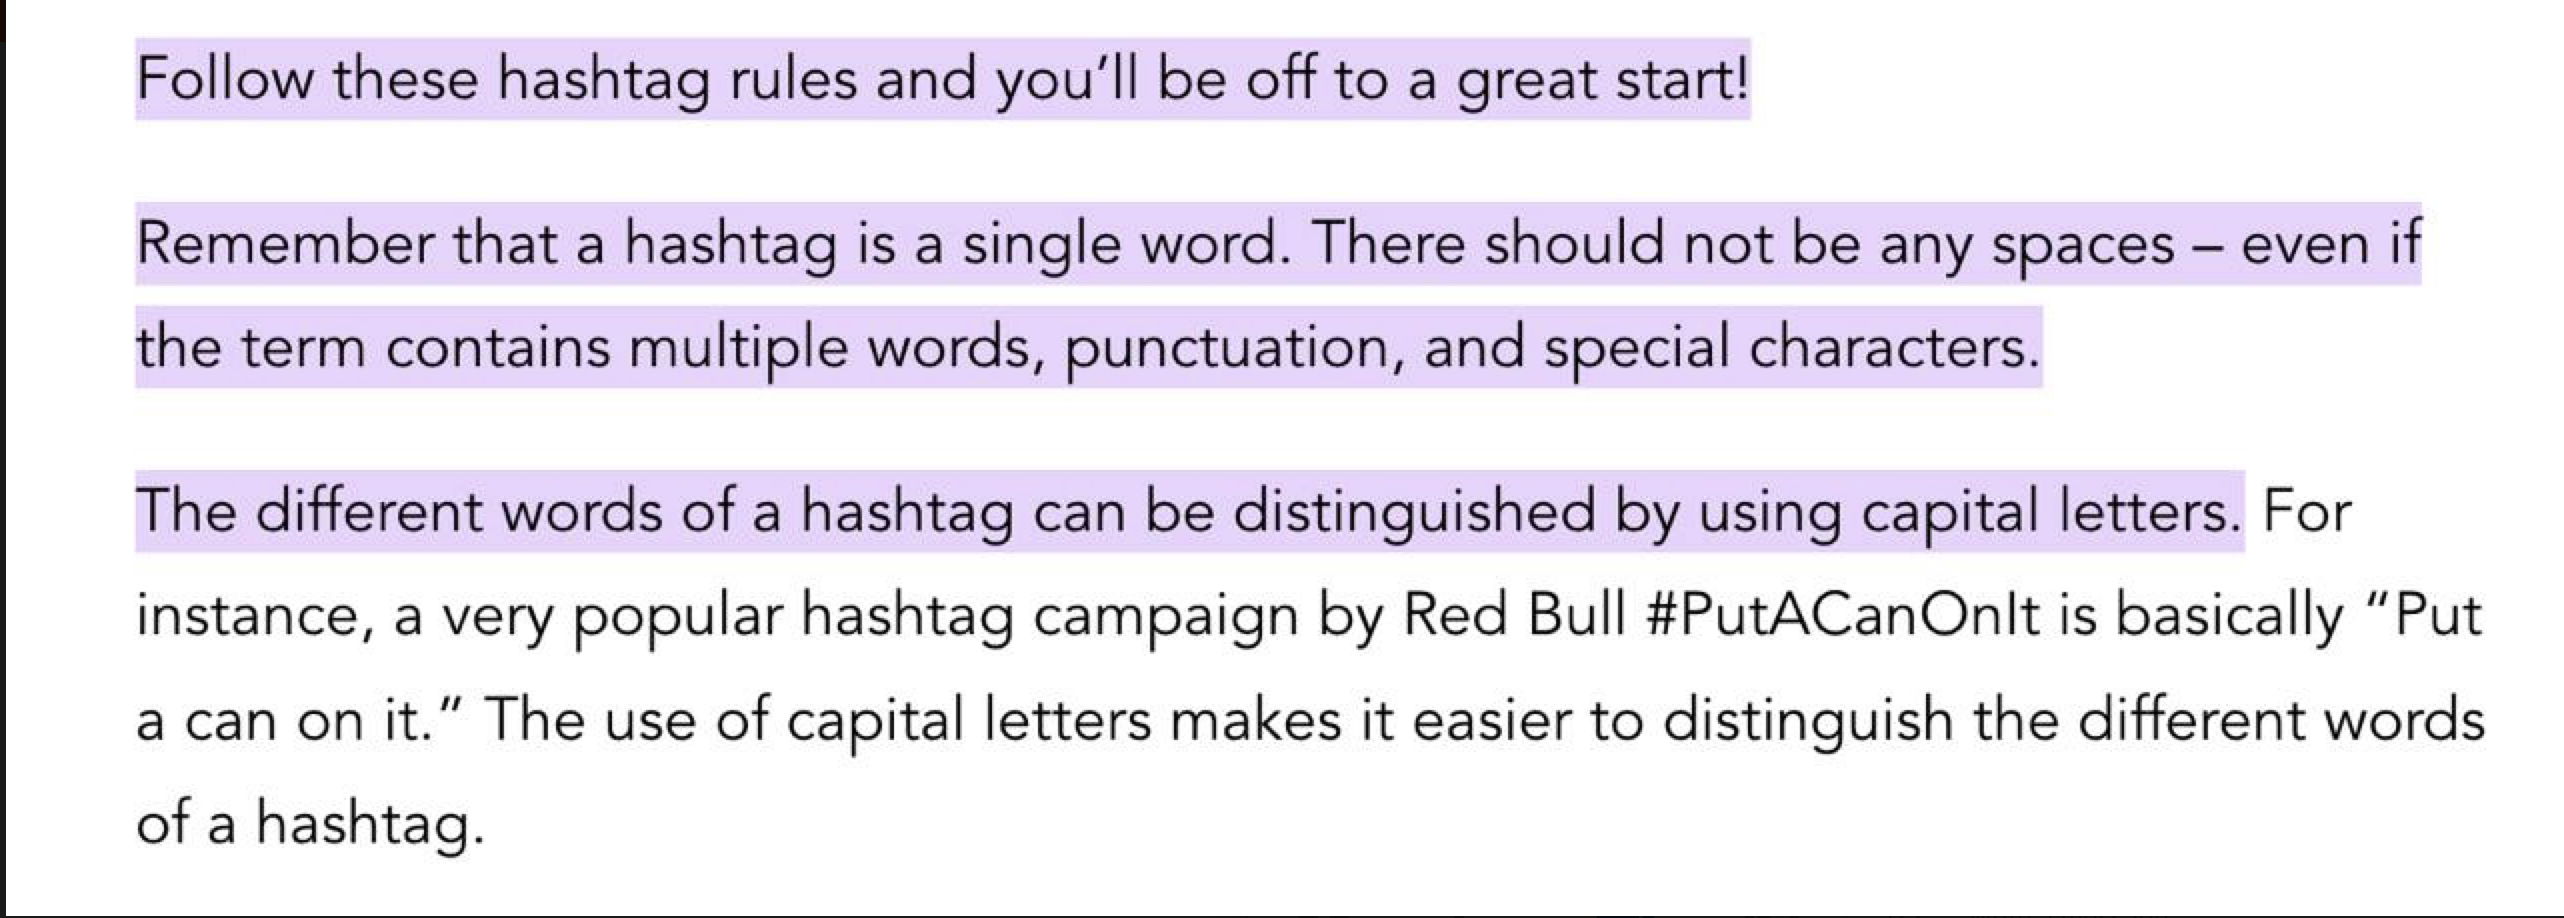 Follow these hashtag rules and you’ll be off to a great start!
Remember that a hashtag is a single word. There should not be any spaces – even if
the term contains multiple words, punctuation, and special characters.
The different words of a hashtag can be distinguished by using capital letters. For
instance, a very popular hashtag campaign by Red Bull #PutACanOnIt is basically “Put
a can on it.” The use of capital letters makes it easier to distinguish the different words
of a hashtag.